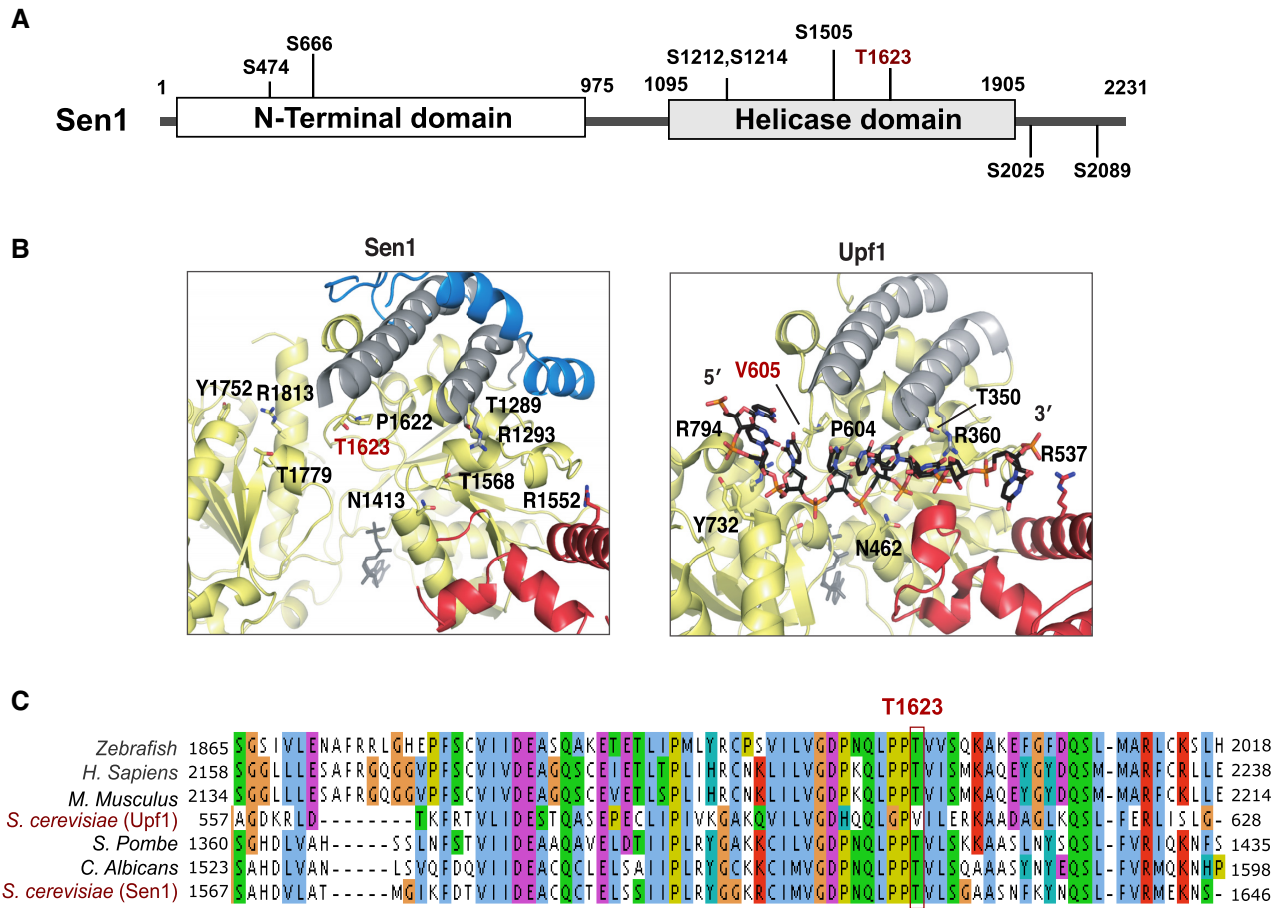 A
1
S474
S666
975
1095
S1212,S1214
S1505
T1623
1905
2231
Sen1
N-Terminal domain
Helicase domain
S2025
S2089
B
Sen1
Upf1
Y1752
R1813
P1622
T1623
T1289
R1293
T1779
T1568
N1413
R1552
5′
V605
T350
3′
R794
P604
R360
R537
Y732
N462
C
T1623
Zebrafish 1865 SGSIVLENAFRRLGHEPFSCVIIDEASQAKETETLIPMLYRCPSVILVGDPNQLPPTVVSQKAKEFGFDQSL-MARLCKSLH 2018
H. Sapiens 2158 SGGLLLESAFRGQGGVPFSCVIVDEAGQSCEIETLTPLIHRCNKLILVGDPKQLPPTVISMKAQEYGYDQSM-MARFCRLLE 2238
M. Musculus 2134 SGGLLLESAFRGQGGVPFSCVIVDEAGQSCEVETLSPLIHRCNKLILVGDPKQLPPTVISMKAQEYGYDQSM-MARFCKLLE 2214
S. cerevisiae (Upf1) 557 AGDKRLD--------TKFRTVLIDESTQASEPECLIPIVKGAKQVILVGDHQQLGPVILERKAADAGLKQSL-FERLISLG- 628
S. Pombe 1360 SGHDLVAH-----SSLNFSTVIIDEAAQAVELDTIIPLRYGAKKCILVGDPNQLPPTVLSKKAASLNYSQSL-FVRIQKNFS 1435
C. Albicans 1523 SAHDLVAS-----LSVQFDQVIIDEACQCLELSAIIPLRYGCKKCIMVGDPNQLPPTVLSQAAASYNYEQSL-FVRMQKNHP 1598
S. cerevisiae (Sen1) 1567 SAHDLVAT-----MGIKFDTVIIDEACQCTELSSIIPLRYGGKRCIMVGDPNQLPPTVLSGAASNFKYNQSL-FVRMEKNS- 1646